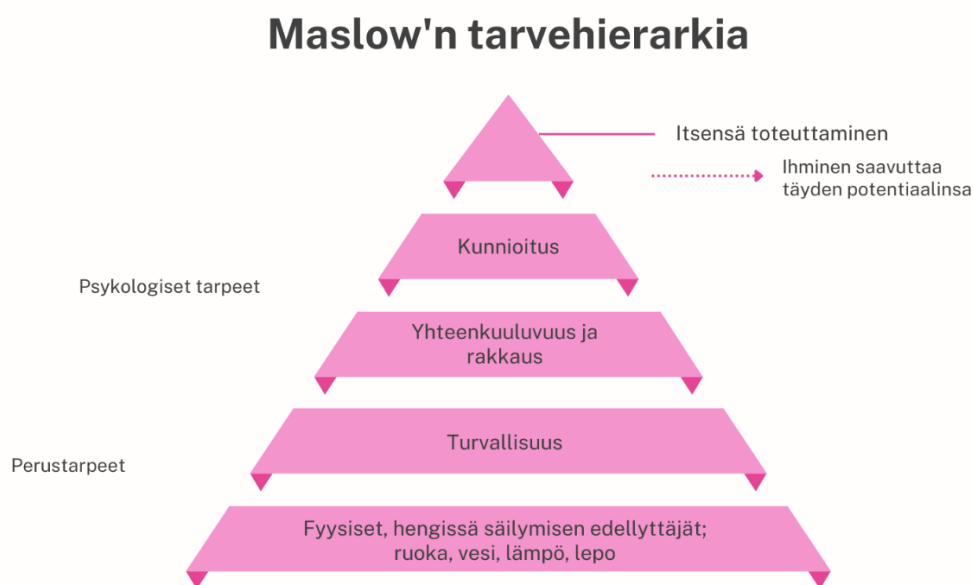 Maslow'n tarvehierarkia
Itsensä toteuttaminen
Ihminen saavuttaa
täyden potentiaalinsa
Kunnioitus
Psykologiset tarpeet
Yhteenkuuluvuus ja
rakkaus
Turvallisuus
Perustarpeet
Fyysiset, hengissä säilymisen edellyttäjät;
ruoka, vesi, lämpö, lepo